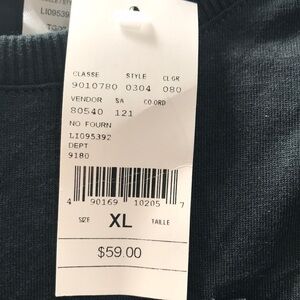 LI095392
CLASSE STYLE CLGR
9010780 0304 080
VENDOR SA COORD
80540 121
NO FOURN
LI095392
DEPT
9180
4 90169 10205 7
SIZE XL TAILLE
$59.00